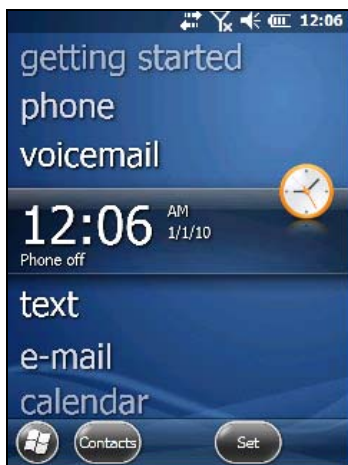 12:06
getting started
phone
voicemail
12:06 AM
1/1/10
Phone off
text
e-mail
calendar
Contacts Set